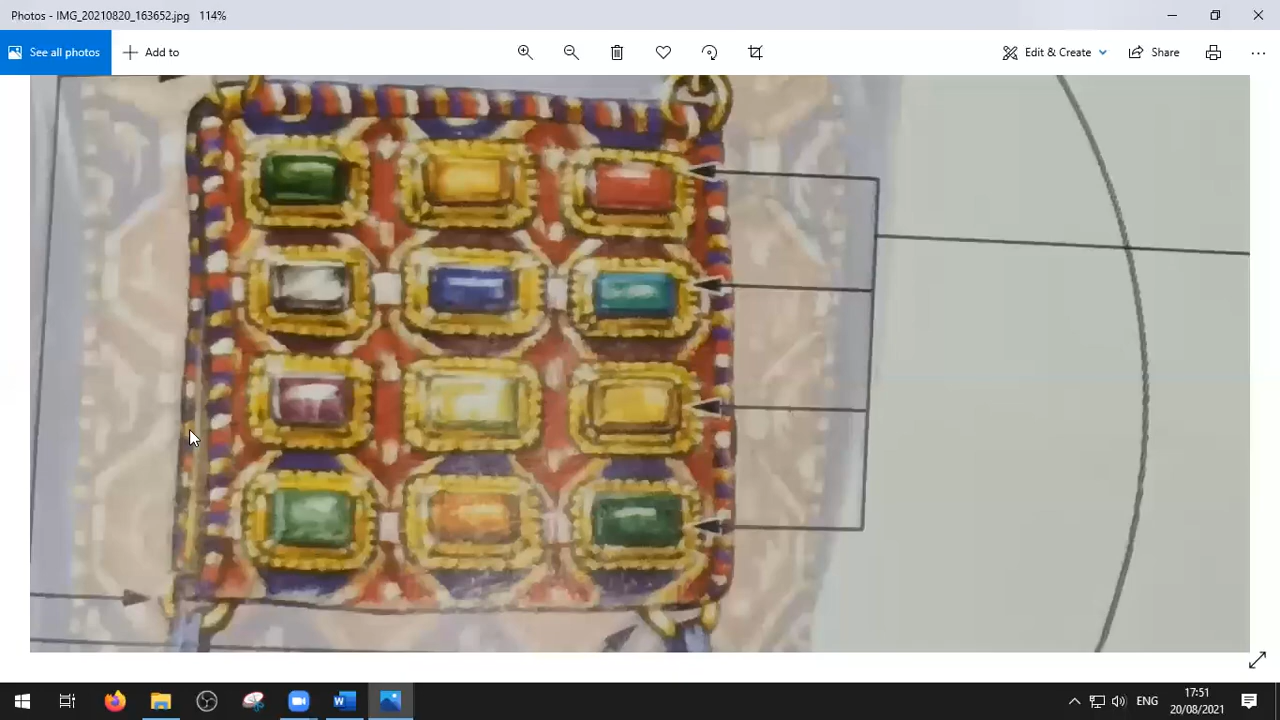 Photos - IMG_20210820_163652.jpg 114%
See all photos
Add to
Edit & Create
Share
W
ENG
17:51
20/08/2021